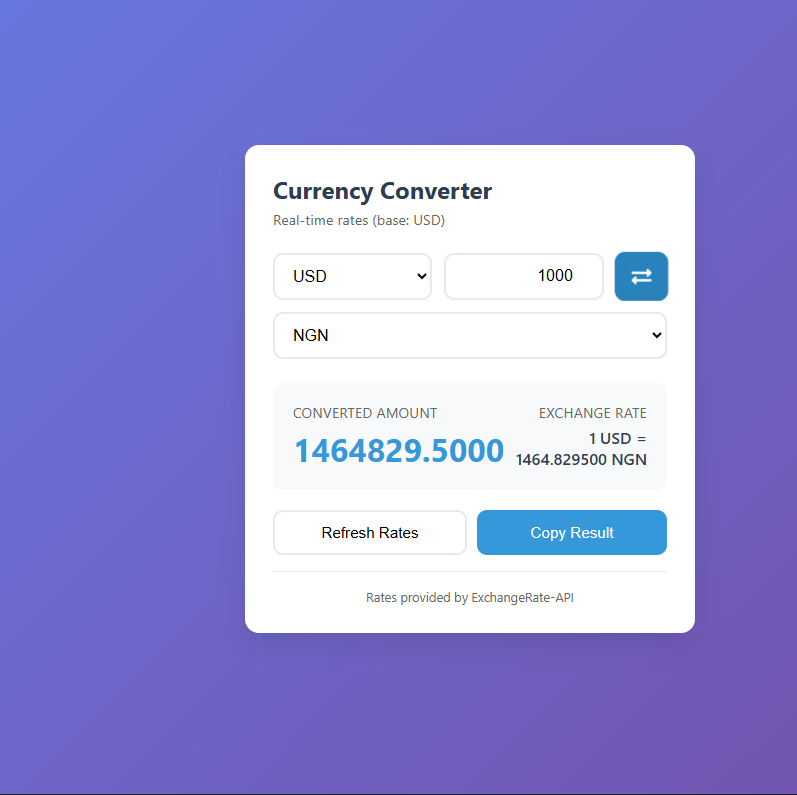 Currency Converter
Real-time rates (base: USD)
USD
1000
NGN
CONVERTED AMOUNT
1464829.5000
EXCHANGE RATE
1 USD =
1464.829500 NGN
Refresh Rates
Copy Result
Rates provided by ExchangeRate-API